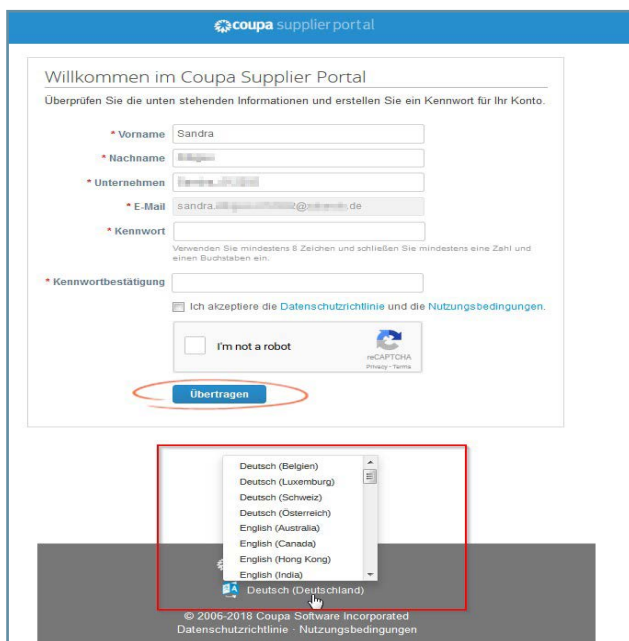 coupa supplier portal
Willkommen im Coupa Supplier Portal
Überprüfen Sie die unten stehenden Informationen und erstellen Sie ein Kennwort für Ihr Konto.
* Vorname Sandra
* Nachname
* Unternehmen
* E-Mail sandra. @ .de
* Kennwort
Verwenden Sie mindestens 8 Zeichen und schließen Sie mindestens eine Zahl und
einen Buchstaben ein.
* Kennwortbestätigung
Ich akzeptiere die Datenschutzrichtlinie und die Nutzungsbedingungen.
I'm not a robot
reCAPTCHA
Privacy - Terms
Übertragen
Deutsch (Belgien)
Deutsch (Luxemburg)
Deutsch (Schweiz)
Deutsch (Österreich)
English (Australia)
English (Canada)
English (Hong Kong)
English (India)
Deutsch (Deutschland)
© 2006-2018 Coupa Software Incorporated
Datenschutzrichtlinie - Nutzungsbedingungen